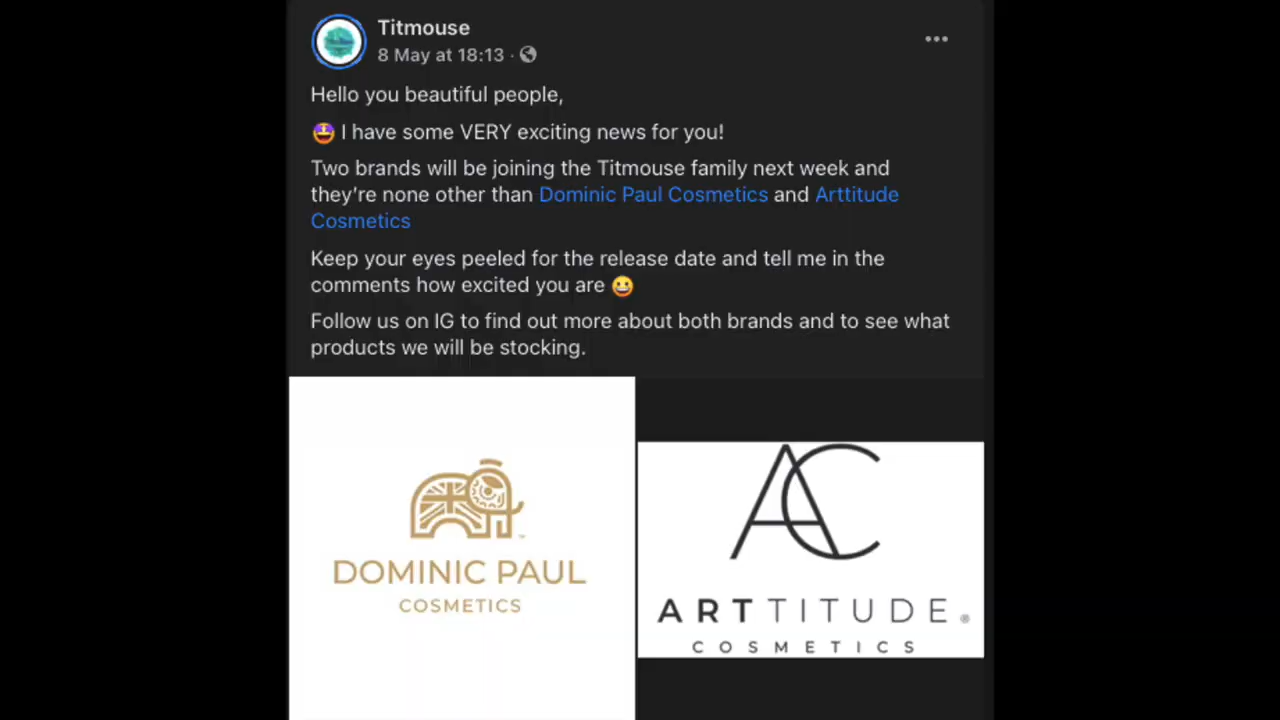 Titmouse
8 May at 18:13 ·
Hello you beautiful people,
🤩 I have some VERY exciting news for you!
Two brands will be joining the Titmouse family next week and
they’re none other than Dominic Paul Cosmetics and Arttitude
Cosmetics
Keep your eyes peeled for the release date and tell me in the
comments how excited you are 😀
Follow us on IG to find out more about both brands and to see what
products we will be stocking.
DOMINIC PAUL
COSMETICS
AC
ARTTITUDE®
COSMETICS